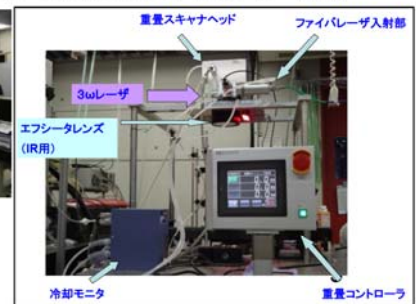 重畳スキャナヘッド
ファイバレーザ入射部
3ωレーザ
エフシータレンズ
(IR用)
冷却モニタ
重畳コントローラ